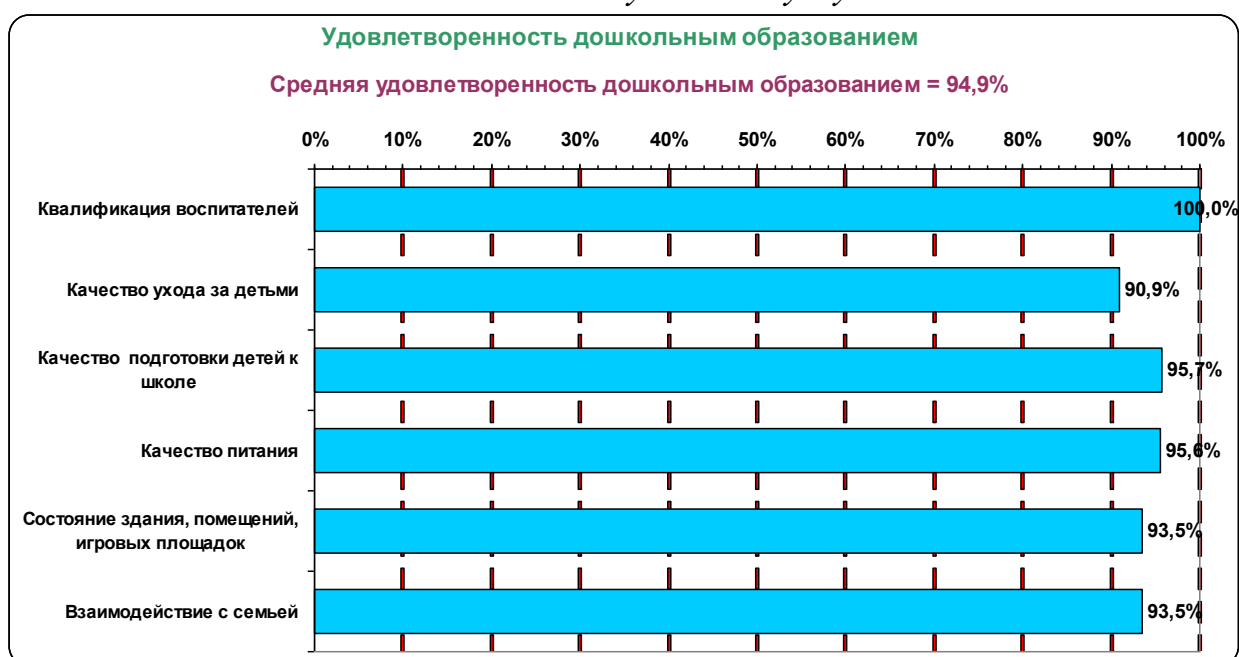 Удовлетворенность дошкольным образованием
Средняя удовлетворенность дошкольным образованием = 94,9%
0% 10% 20% 30% 40% 50% 60% 70% 80% 90% 100%
Квалификация воспитателей 100,0%
Качество ухода за детьми 90,9%
Качество подготовки детей к
школе
95,7%
Качество питания 95,6%
Состояние здания, помещений,
игровых площадок
93,5%
Взаимодействие с семьей 93,5%